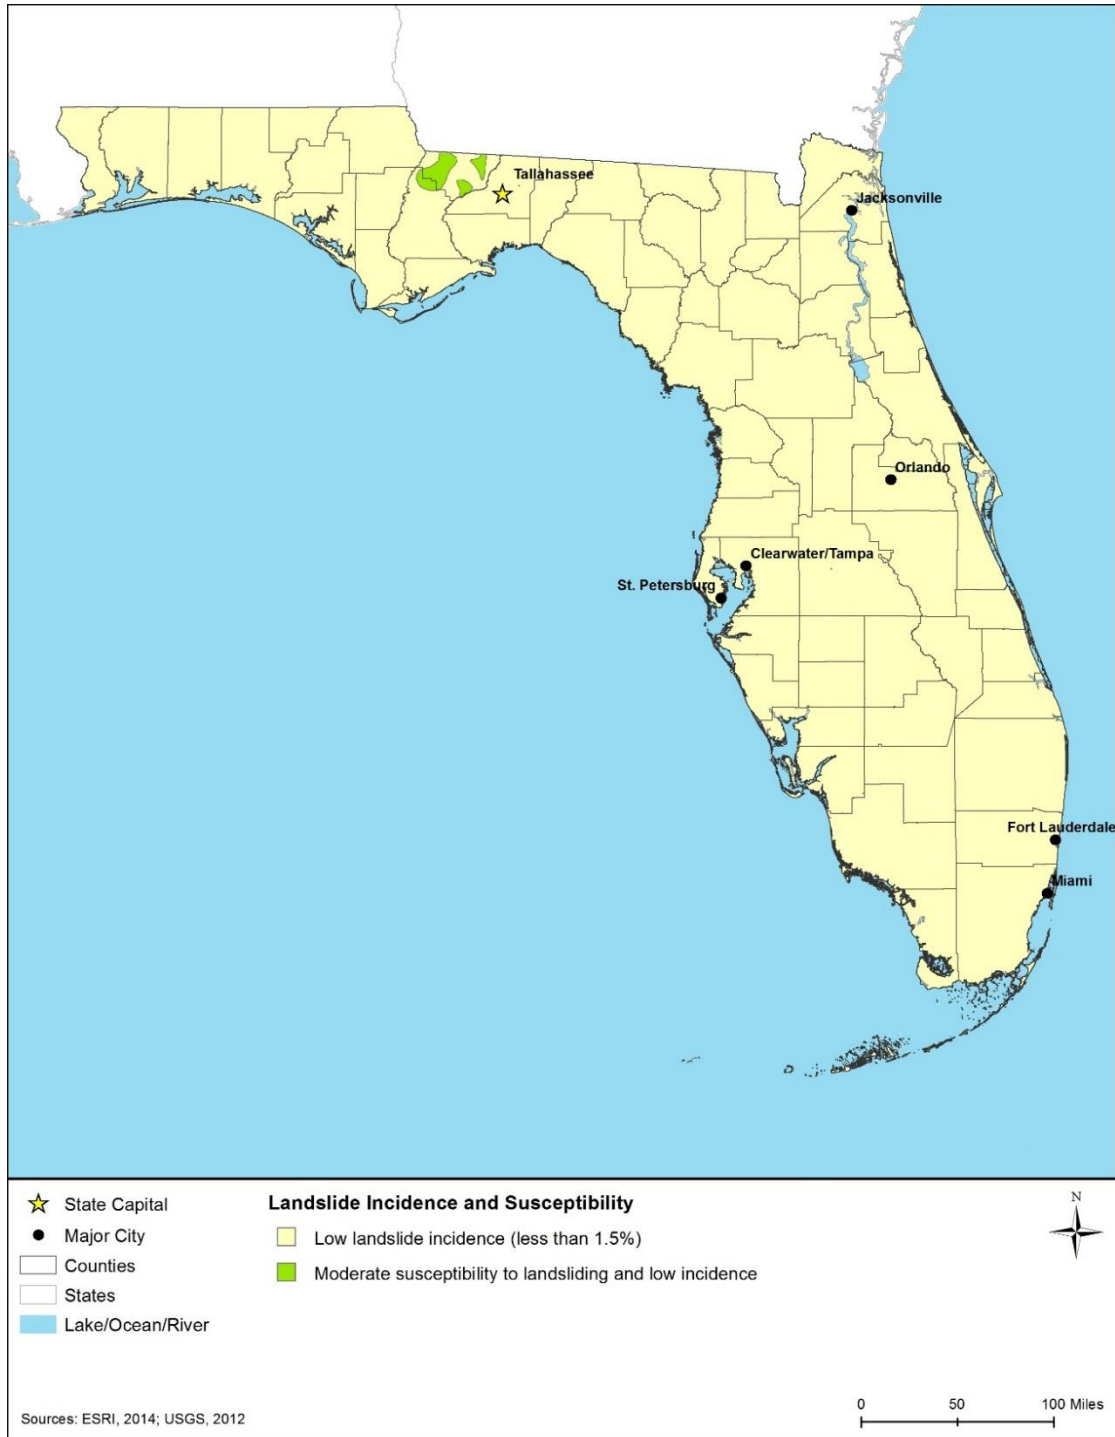 Tallahassee
Jacksonville
Orlando
Clearwater/Tampa
St. Petersburg
Fort Lauderdale
Miami
State Capital
Major City
Counties
States
Lake/Ocean/River
Landslide Incidence and Susceptibility
Low landslide incidence (less than 1.5%)
Moderate susceptibility to landsliding and low incidence
N
Sources: ESRI, 2014; USGS, 2012
0 50 100 Miles